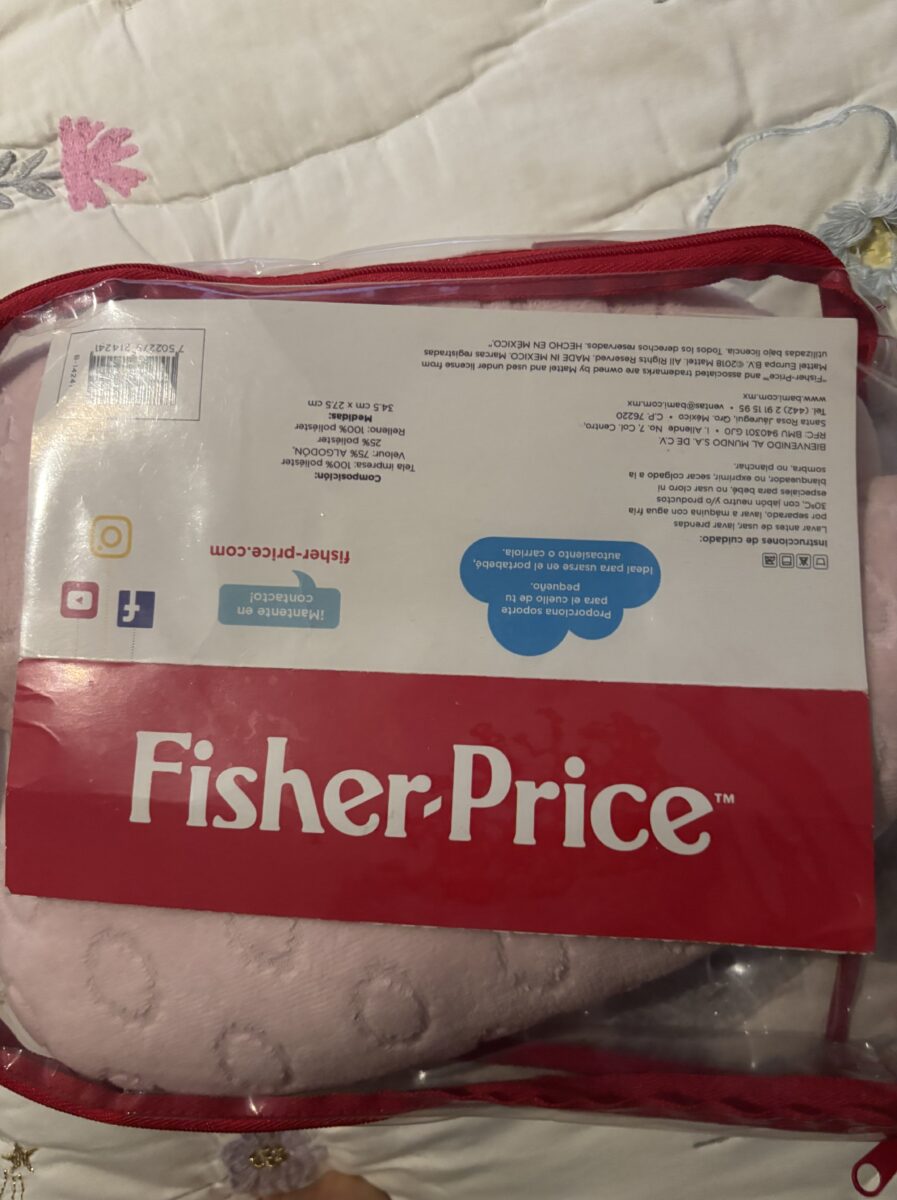 Fisher-Price™
Proporciona soporte
para el cuello de tu
pequeño.
Ideal para usarse en el portabebé,
autoasiento o carriola.
¡Mantente en
contacto!
fisher-price.com
Instrucciones de cuidado:
Lavar antes de usar, lavar prendas
por separado, lavar a máquina con agua fría
30ºC, con jabón neutro y/o productos
especiales para bebé, no usar cloro ni
blanqueador, no exprimir, secar colgado a la
sombra, no planchar.
BIENVENIDO AL MUNDO S.A. DE C.V.
RFC: BMU 940301 GJ0 • I. Allende No. 7, Col. Centro,
Santa Rosa Jáuregui, Qro. México • C.P. 76220
Tel. (442) 2 91 15 95 • ventas@bami.com.mx
www.bami.com.mx
Composición:
Tela impresa: 100% poliéster
Velour: 75% ALGODÓN,
25% poliéster
Relleno: 100% poliéster
Medidas:
34.5 cm x 27.5 cm
"Fisher-Price™ and associated trademarks are owned by Mattel and used under license from
Mattel Europa B.V. © 2018 Mattel. All Rights Reserved. MADE IN MEXICO. Marcas registradas
utilizadas bajo licencia. Todos los derechos reservados. HECHO EN MÉXICO."
7 502275 214241